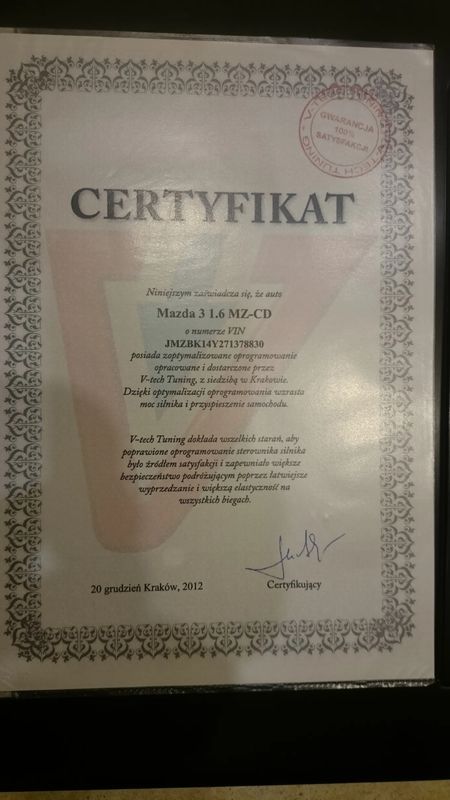 V-TECH TUNING
GWARANCJA
100%
SATYSFAKCJI
CERTYFIKAT
Niniejszym zaświadcza się, że auto
Mazda 3 1.6 MZ-CD
o numerze VIN
JMZBK14Y271378830
posiada zoptymalizowane oprogramowanie
opracowane i dostarczone przez
V-tech Tuning, z siedzibą w Krakowie.
Dzięki optymalizacji oprogramowania wzrasta
moc silnika i przyspieszenie samochodu.
V-tech Tuning dokłada wszelkich starań, aby
poprawione oprogramowanie sterownika silnika
było źródłem satysfakcji i zapewniało większe
bezpieczeństwo podróżującym poprzez łatwiejsze
wyprzedzanie i większą elastyczność na
wszystkich biegach.
20 grudzień Kraków, 2012
Certyfikujący